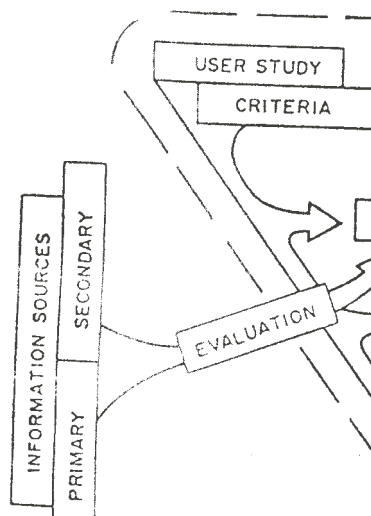 USER STUDY
CRITERIA
INFORMATION SOURCES
SECONDARY
PRIMARY
EVALUATION